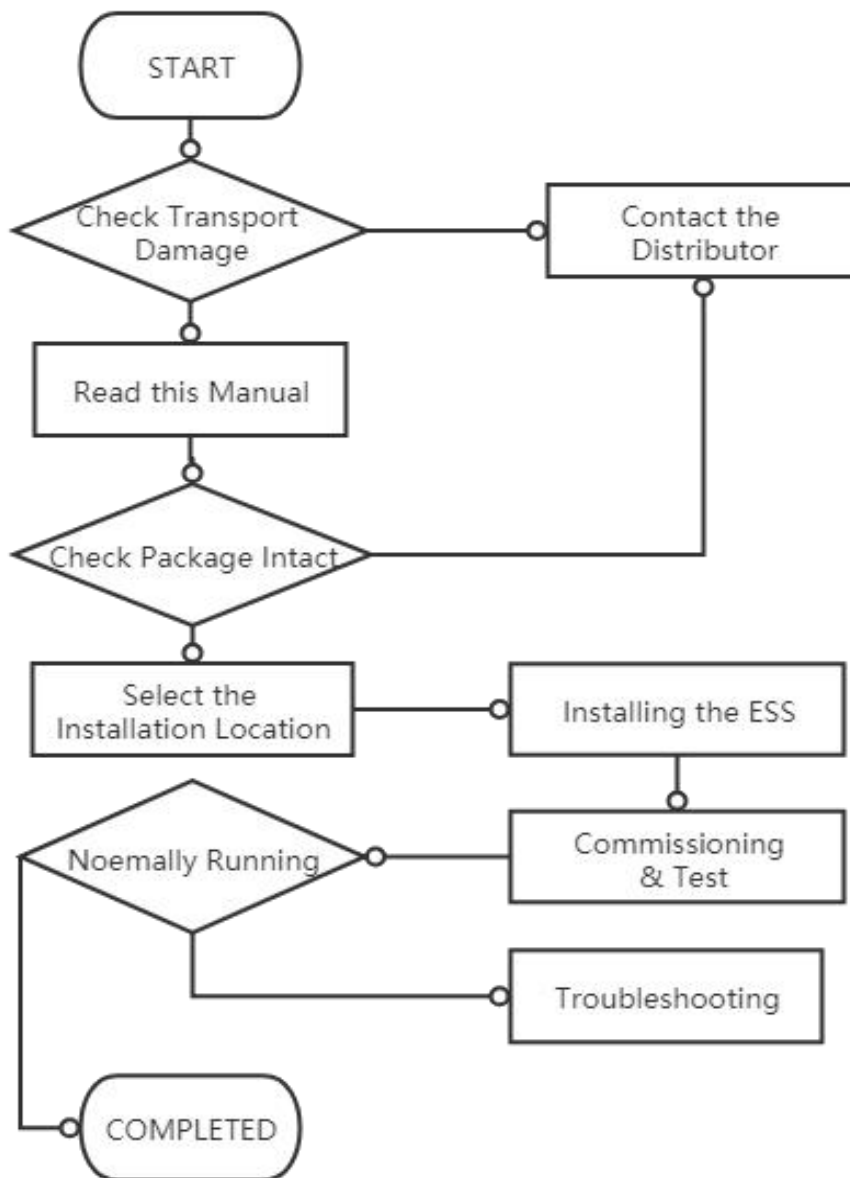 START
Check Transport
Damage
Contact the
Distributor
Read this Manual
Check Package Intact
Select the
Installation Location
Installing the ESS
Commissioning
& Test
Noemally Running
Troubleshooting
COMPLETED